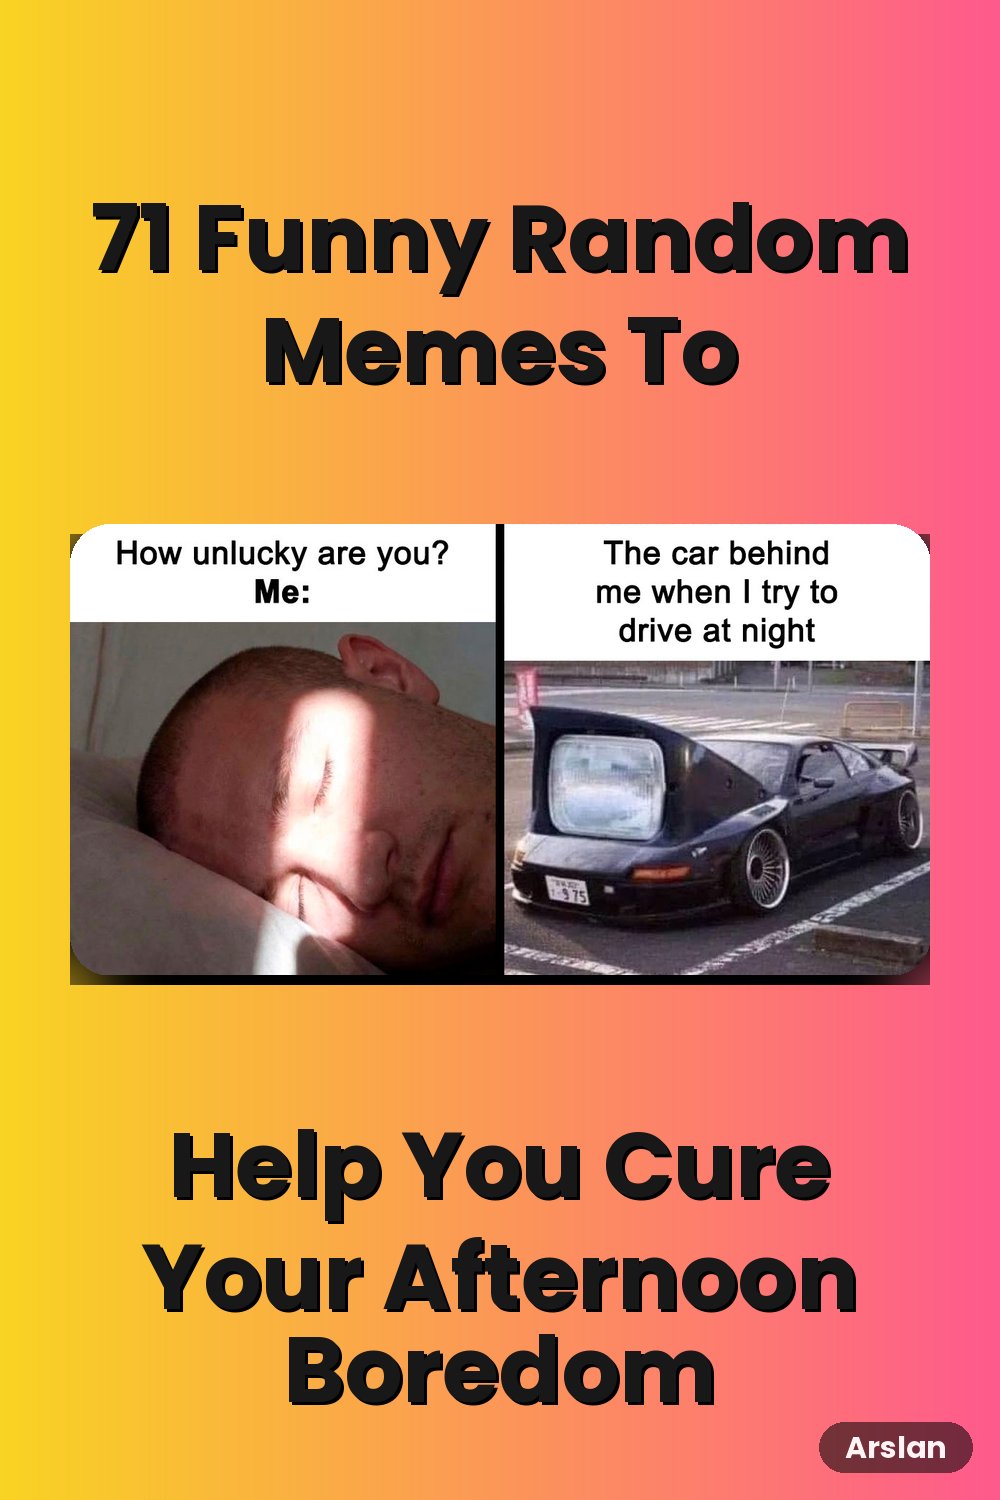 71 Funny Random
Memes To
How unlucky are you?
Me:
The car behind
me when I try to
drive at night
975
Help You Cure
Your Afternoon
Boredom
Arslan